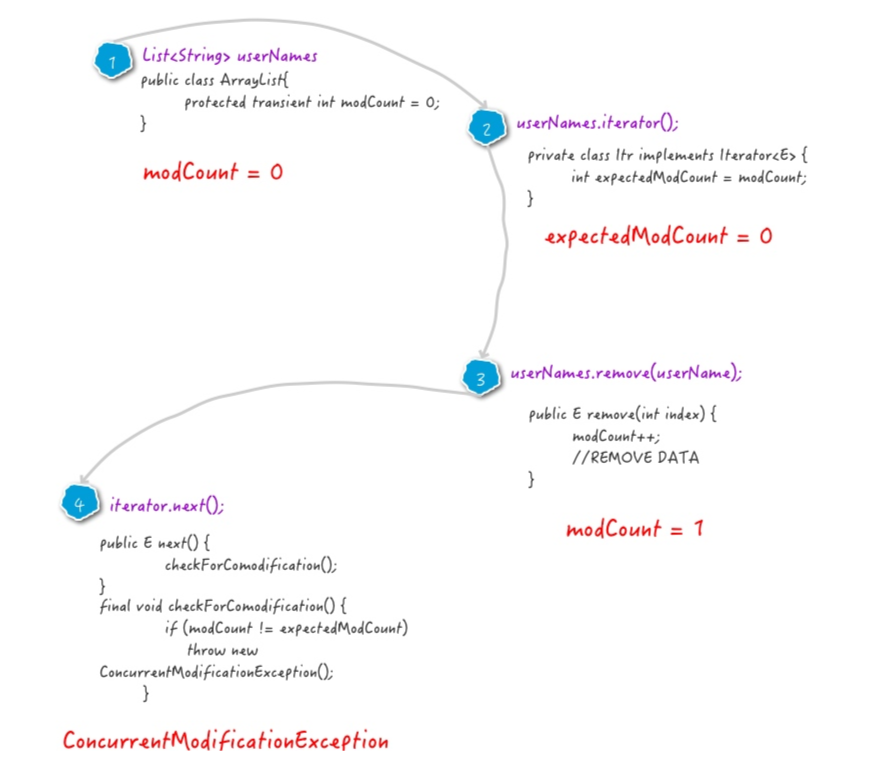 1
List<String> userNames
public class ArrayList{
protected transient int modCount = 0;
}
modCount = 0
2
userNames.iterator();
private class Itr implements Iterator<E> {
int expectedModCount = modCount;
}
expectedModCount = 0
3
userNames.remove(userName);
public E remove(int index) {
modCount++;
//REMOVE DATA
}
modCount = 1
4
iterator.next();
public E next() {
checkForComodification();
}
final void checkForComodification() {
if (modCount != expectedModCount)
throw new
ConcurrentModificationException();
}
ConcurrentModificationException